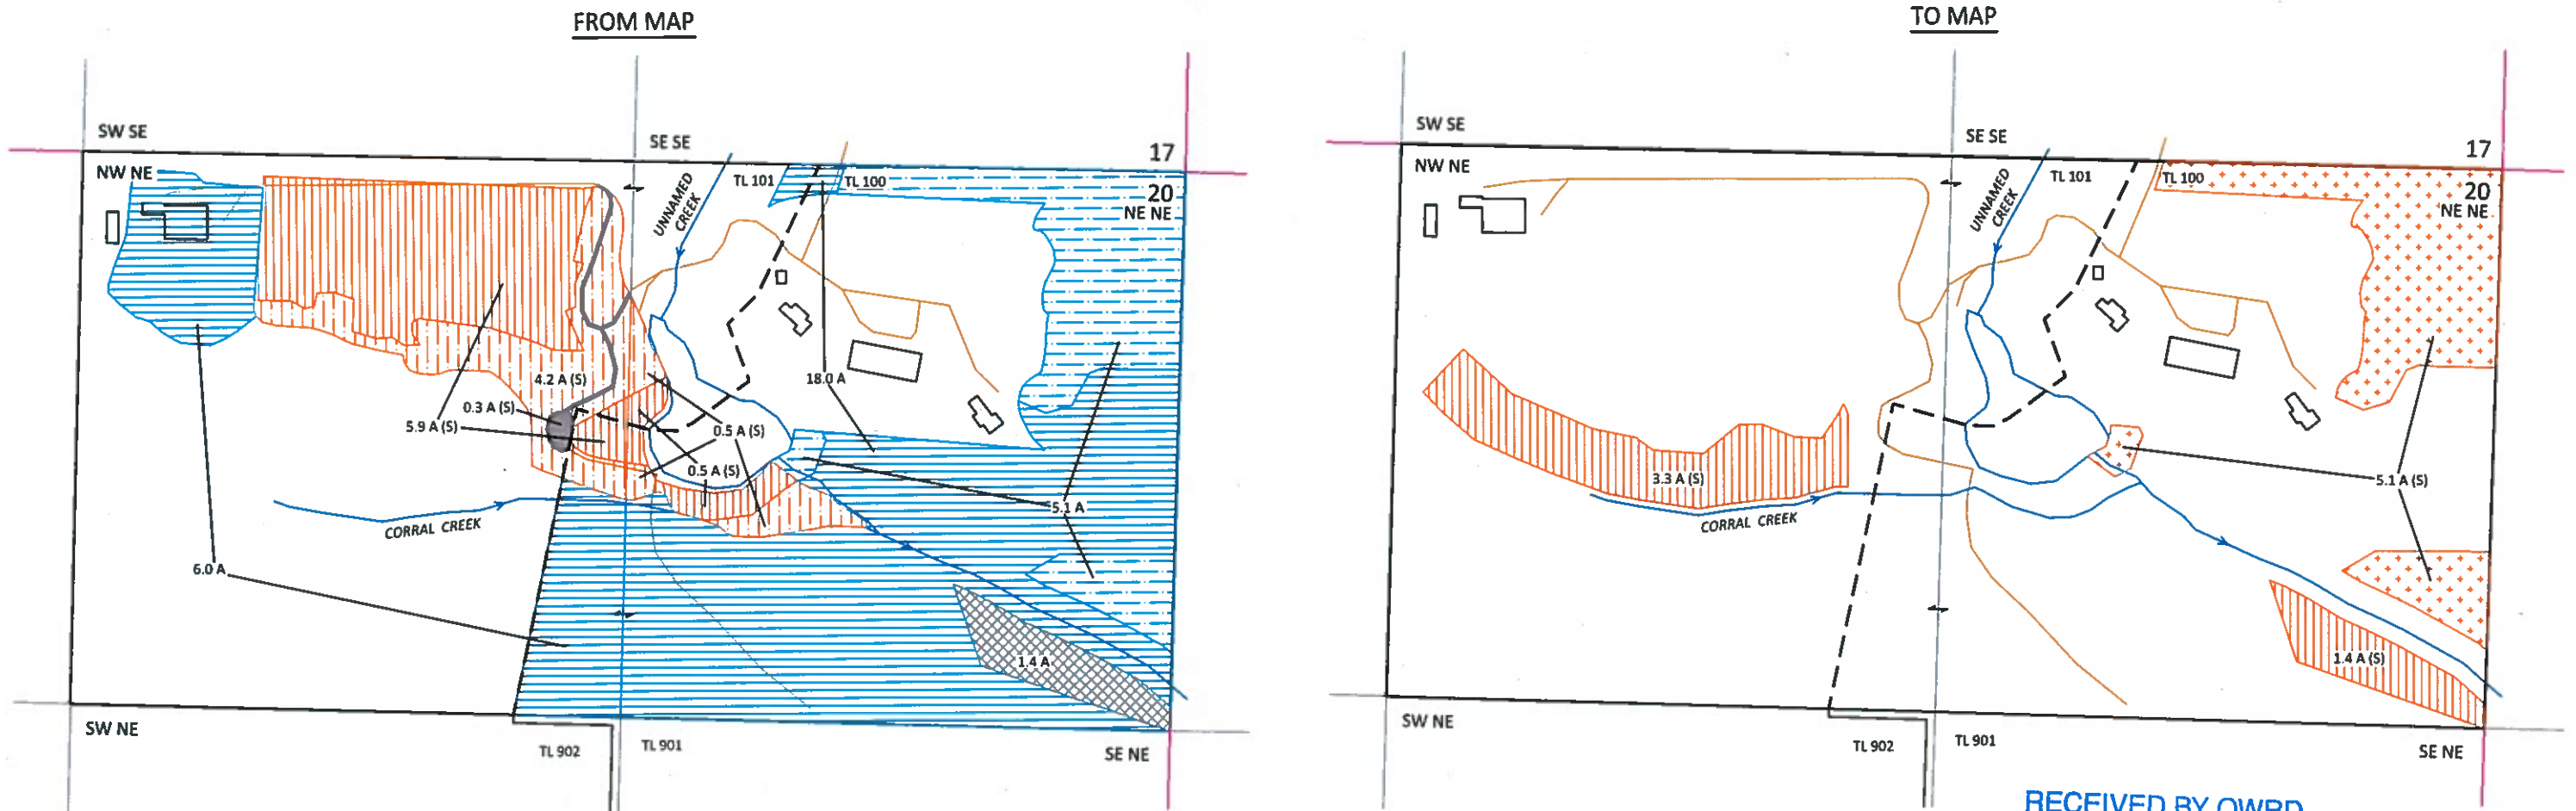 FROM MAP
SW SE
SE SE
17
NW NE
UNNAMED
CREEK
TL 101
TL 100
20
NE NE
4.2 A (S)
18.0 A
0.3 A (S)
5.9 A (S)
0.5 A (S)
0.5 A (S)
5.1 A
CORRAL CREEK
6.0 A
1.4 A
SW NE
TL 902
TL 901
SE NE
TO MAP
SW SE
SE SE
17
NW NE
UNNAMED
CREEK
TL 101
TL 100
20
NE NE
3.3 A (S)
5.1 A (S)
CORRAL CREEK
1.4 A (S)
SW NE
TL 902
TL 901
SE NE
RECEIVED BY OWRD